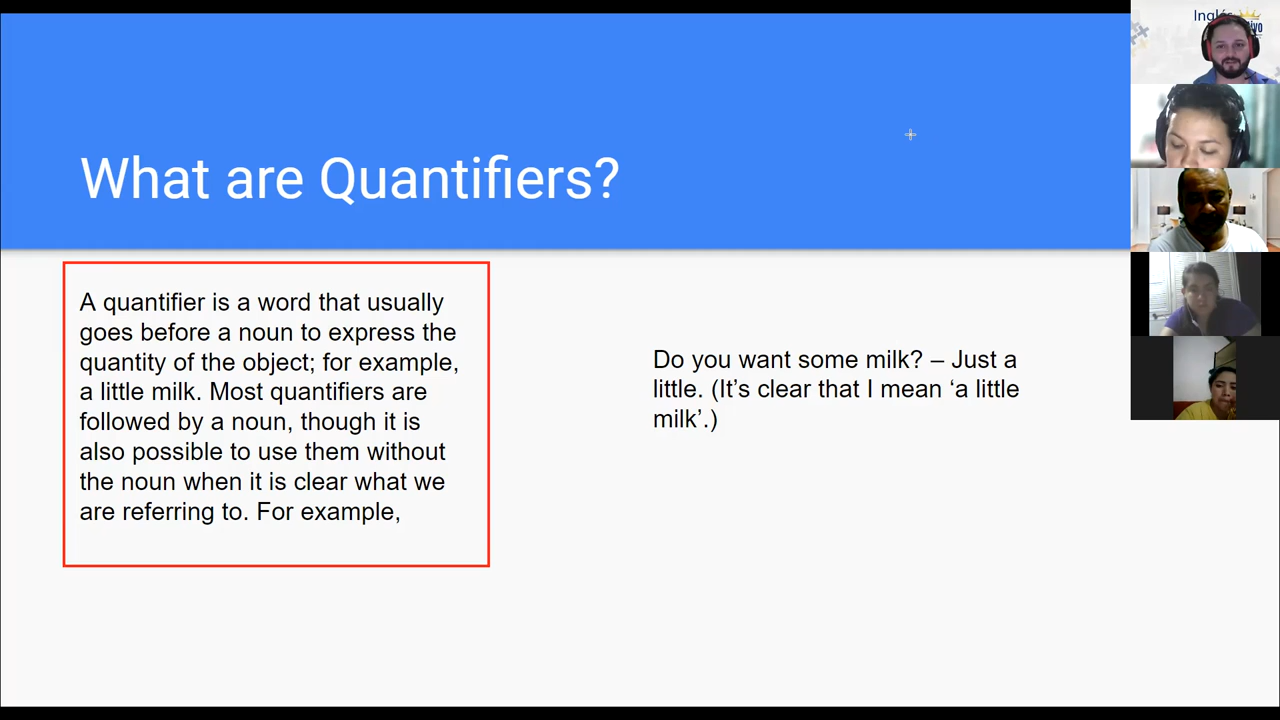 What are Quantifiers?
A quantifier is a word that usually
goes before a noun to express the
quantity of the object; for example,
a little milk. Most quantifiers are
followed by a noun, though it is
also possible to use them without
the noun when it is clear what we
are referring to. For example,
Do you want some milk? – Just a
little. (It’s clear that I mean ‘a little
milk’.)
Inglés